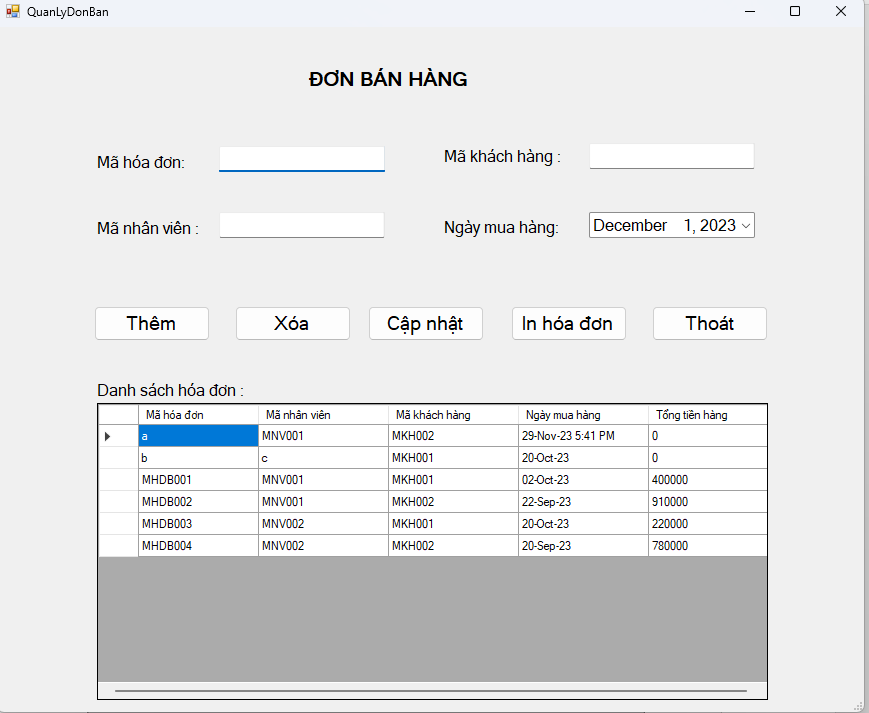 QuanLyDonBan
ĐƠN BÁN HÀNG
Mã hóa đơn: Mã khách hàng :
Mã nhân viên : Ngày mua hàng: December 1, 2023
Thêm Xóa Cập nhật In hóa đơn Thoát
Danh sách hóa đơn :
Mã hóa đơn Mã nhân viên Mã khách hàng Ngày mua hàng Tổng tiền hàng
a MNV001 MKH002 29-Nov-23 5:41 PM 0
b c MKH001 20-Oct-23 0
MHDB001 MNV001 MKH001 02-Oct-23 400000
MHDB002 MNV001 MKH002 22-Sep-23 910000
MHDB003 MNV002 MKH001 20-Oct-23 220000
MHDB004 MNV002 MKH002 20-Sep-23 780000